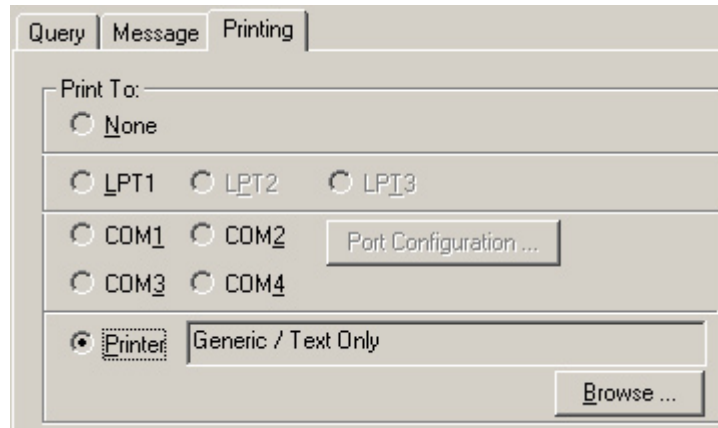 Query Message Printing
Print To:
None
LPT1 LPT2 LPT3
COM1 COM2 Port Configuration ...
COM3 COM4
Printer Generic / Text Only
Browse ...